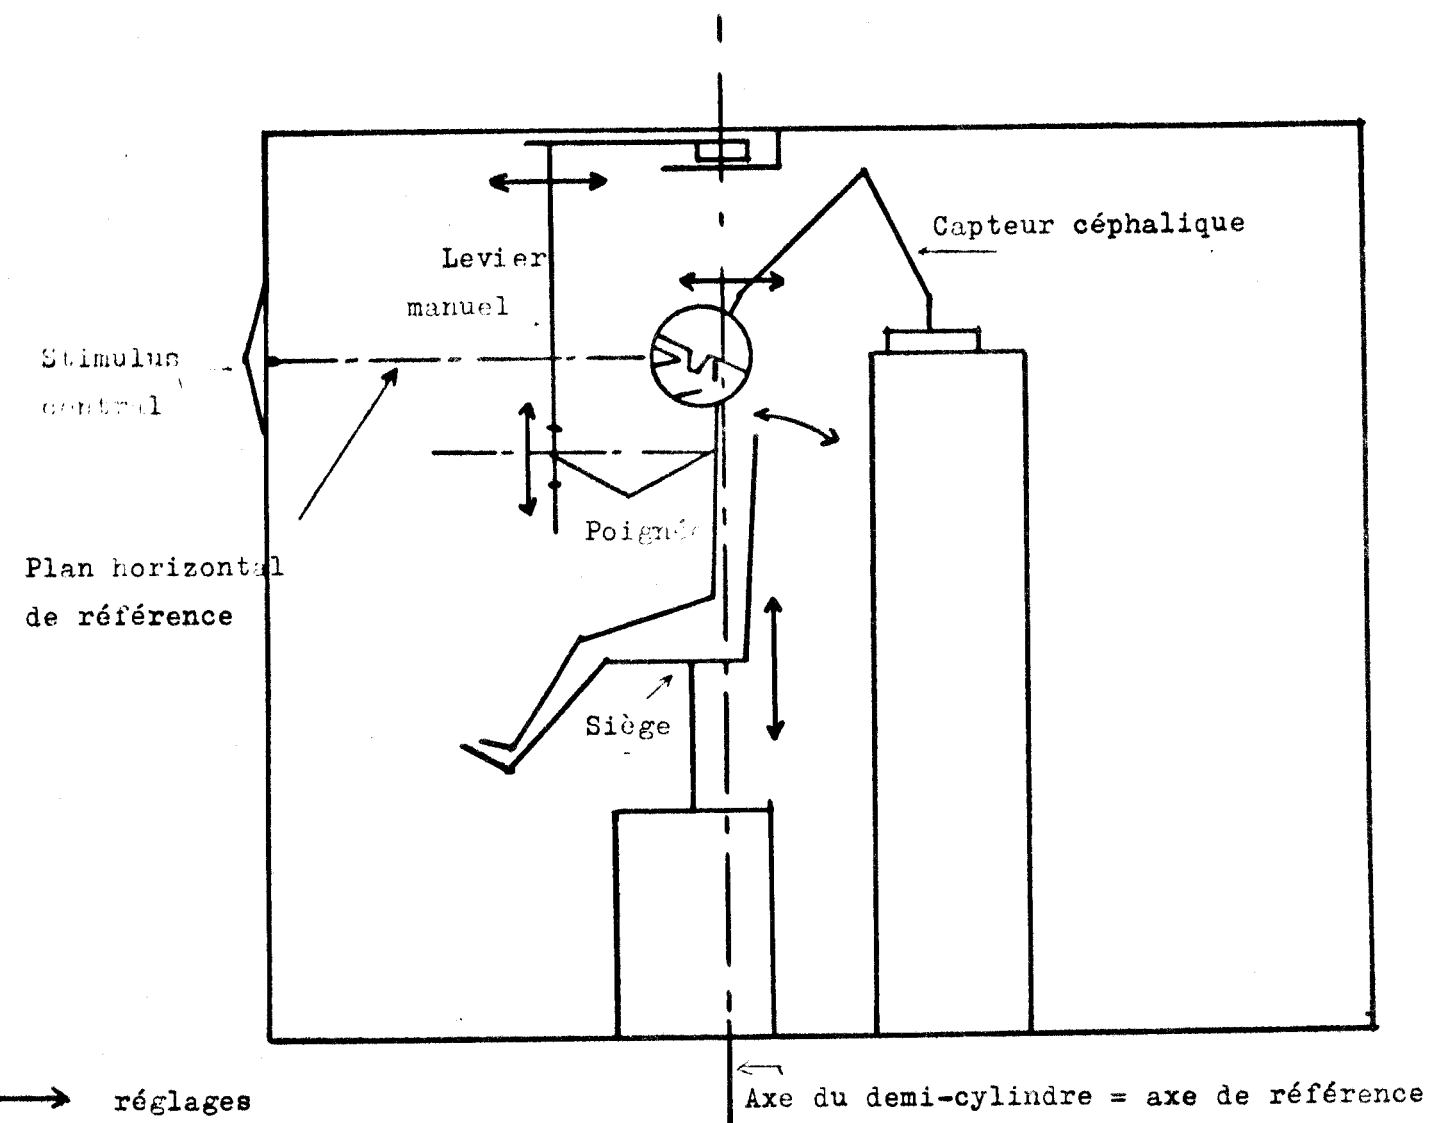 Capteur céphalique
Levier
manuel
Stimulus
central
Poignée
Plan horizontal
de référence
Siège
réglages
Axe du demi-cylindre = axe de référence